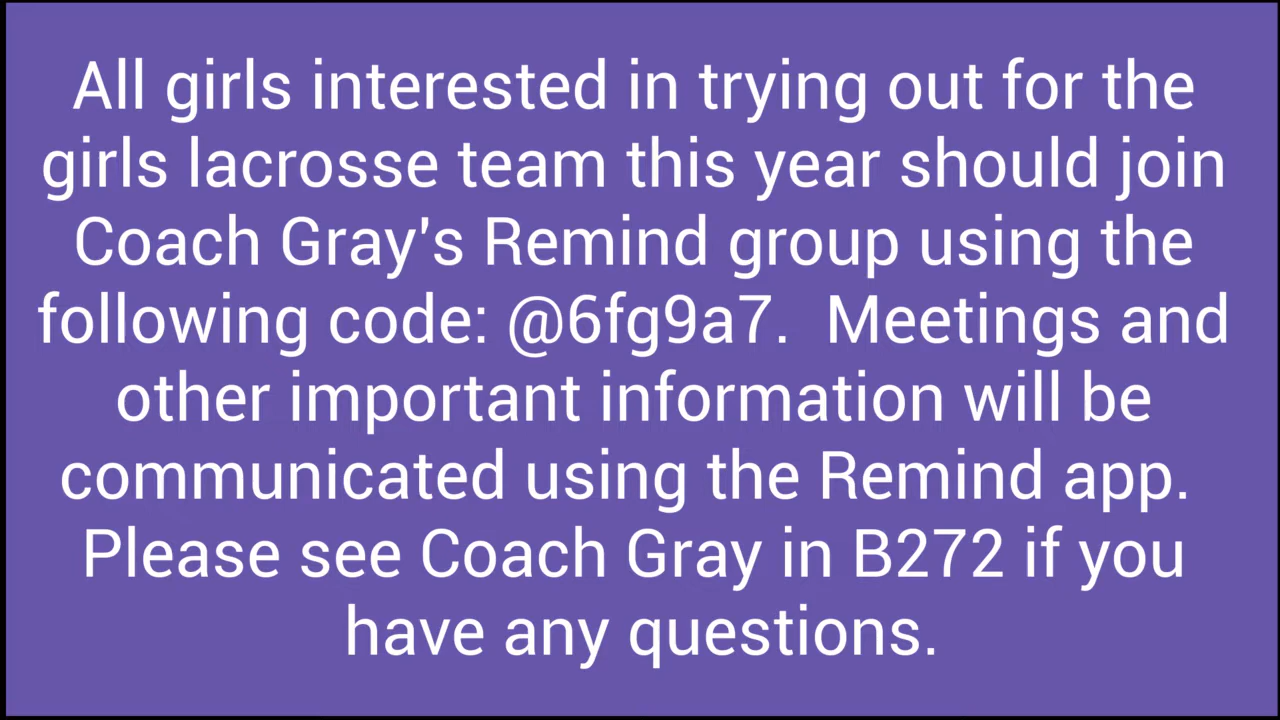 All girls interested in trying out for the
girls lacrosse team this year should join
Coach Gray's Remind group using the
following code: @6fg9a7.  Meetings and
other important information will be
communicated using the Remind app.
Please see Coach Gray in B272 if you
have any questions.